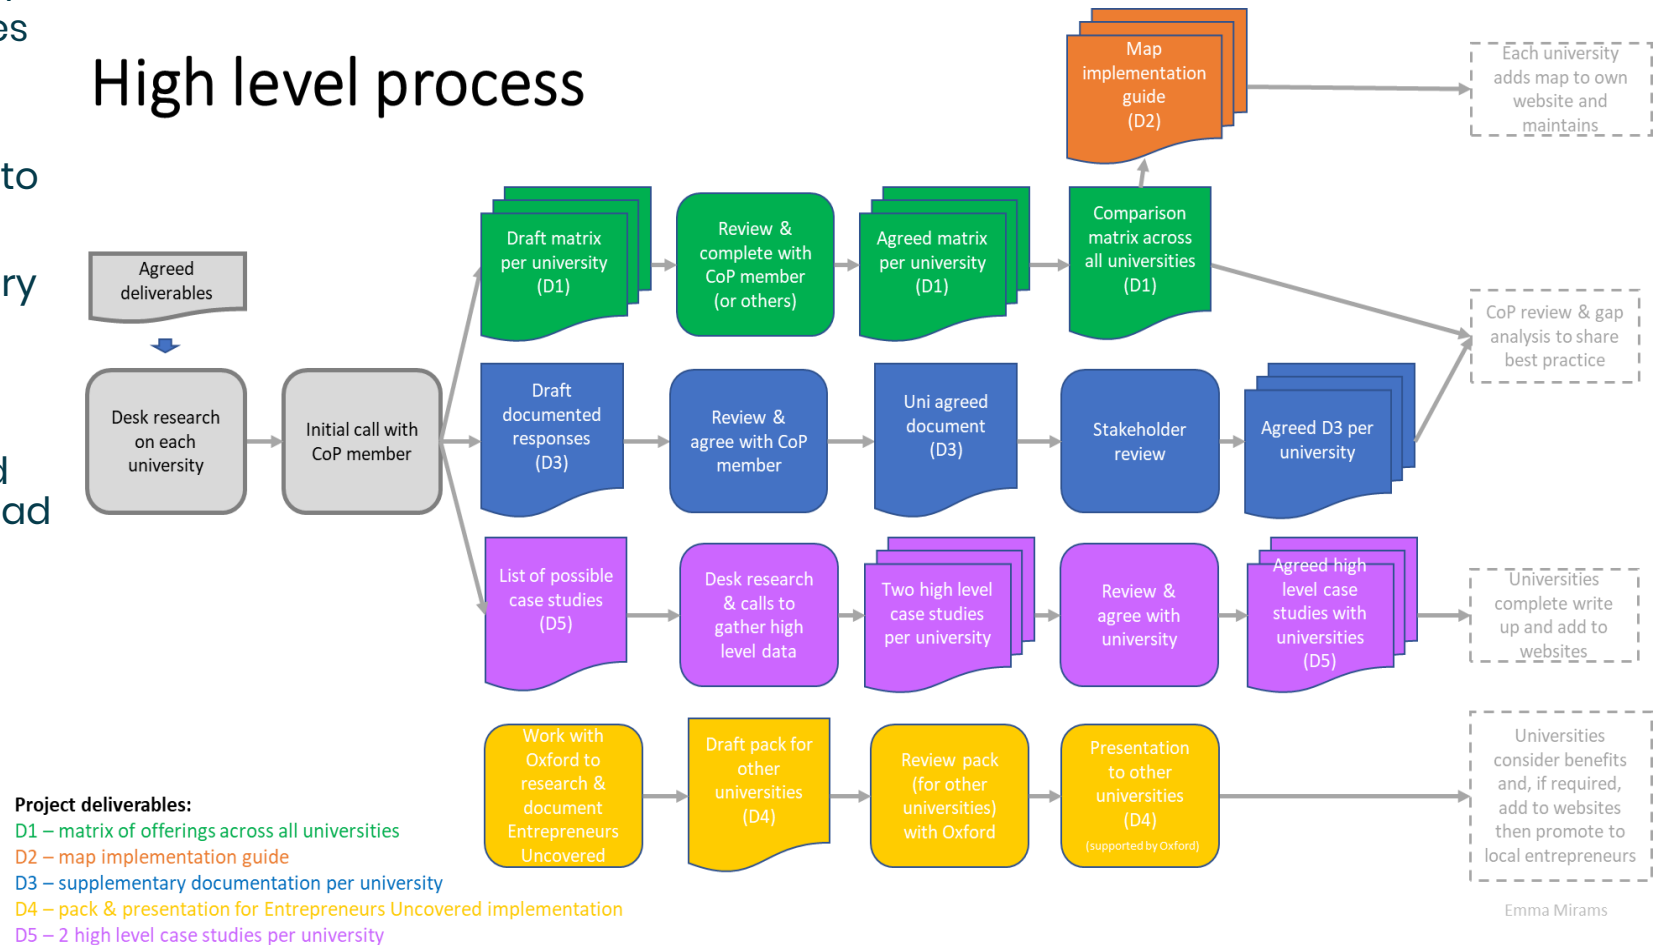 es
to
ry
d
ad
High level process
Agreed
deliverables
Desk research
on each
university
Initial call with
CoP member
Map
implementation
guide
(D2)
Each university
adds map to own
website and
maintains
Draft matrix
per university
(D1)
Review &
complete with
CoP member
(or others)
Agreed matrix
per university
(D1)
Comparison
matrix across
all universities
(D1)
CoP review & gap
analysis to share
best practice
Draft
documented
responses
(D3)
Review &
agree with CoP
member
Uni agreed
document
(D3)
Stakeholder
review
Agreed D3 per
university
List of possible
case studies
(D5)
Desk research
& calls to
gather high
level data
Two high level
case studies
per university
Review &
agree with
university
Agreed high
level case
studies with
universities
(D5)
Universities
complete write
up and add to
websites
Work with
Oxford to
research &
document
Entrepreneurs
Uncovered
Draft pack for
other
universities
(D4)
Review pack
(for other
universities)
with Oxford
Presentation
to other
universities
(D4)
(supported by Oxford)
Universities
consider benefits
and, if required,
add to websites
then promote to
local entrepreneurs
Project deliverables:
D1 – matrix of offerings across all universities
D2 – map implementation guide
D3 – supplementary documentation per university
D4 – pack & presentation for Entrepreneurs Uncovered implementation
D5 – 2 high level case studies per university
Emma Mirams